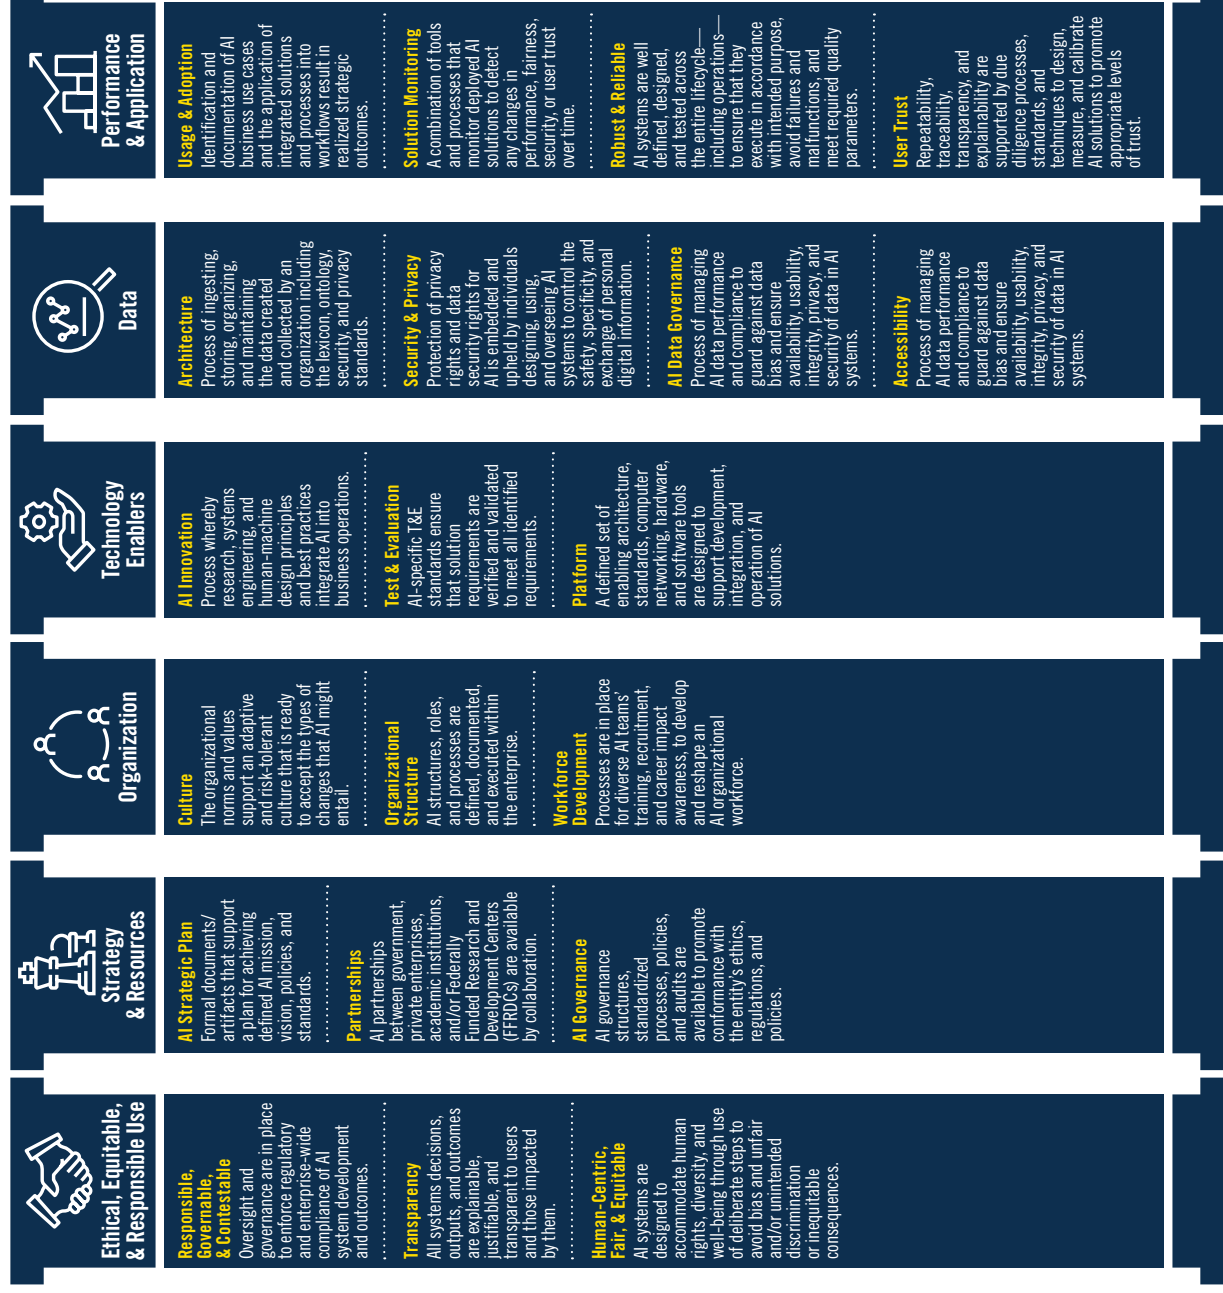 Ethical, Equitable,
& Responsible Use
Responsible,
Governable,
& Contestable
Oversight and
governance are in place
to enforce regulatory
and enterprise-wide
compliance of AI
system development
and outcomes.
Transparency
All systems decisions,
outputs, and outcomes
are explainable,
justifiable, and
transparent to users
and those impacted
by them.
Human-Centric,
Fair, & Equitable
AI systems are
designed to
accommodate human
rights, diversity, and
well-being through use
of deliberate steps to
avoid bias and unfair
and/or unintended
discrimination
or inequitable
consequences.
Strategy
& Resources
AI Strategic Plan
Formal documents/
artifacts that support
a plan for achieving
defined AI mission,
vision, policies, and
standards.
Partnerships
AI partnerships
between government,
private enterprises,
academic institutions,
and/or Federally
Funded Research and
Development Centers
(FFRDCs) are available
by collaboration.
AI Governance
AI governance
structures,
standardized
processes, policies,
and audits are
available to promote
conformance with
the entity's ethics,
regulations, and
policies.
Organization
Culture
The organizational
norms and values
support an adaptive
and risk-tolerant
culture that is ready
to accept the types of
changes that AI might
entail.
Organizational
Structure
AI structures, roles,
and processes are
defined, documented,
and executed within
the enterprise.
Workforce
Development
Processes are in place
for diverse AI teams'
training, recruitment,
and career impact
awareness, to develop
and reshape an
AI organizational
workforce.
Technology
Enablers
AI Innovation
Process whereby
research, systems
engineering, and
human-machine
design principles
and best practices
integrate AI into
business operations.
Test & Evaluation
AI-specific T&E
standards ensure
that solution
requirements are
verified and validated
to meet all identified
requirements.
Platform
A defined set of
enabling architecture,
standards, computer
networking, hardware,
and software tools
are designed to
support development,
integration, and
operation of AI
solutions.
Data
Architecture
Process of ingesting,
storing, organizing,
and maintaining
the data created
and collected by an
organization including
the lexicon, ontology,
security, and privacy
standards.
Security & Privacy
Protection of privacy
rights and data
security rights for
AI is embedded and
upheld by individuals
designing, using,
and overseeing AI
systems to control the
safety, specificity, and
exchange of personal
digital information.
AI Data Governance
Process of managing
AI data performance
and compliance to
guard against data
bias and ensure
availability, usability,
integrity, privacy, and
security of data in AI
systems.
Accessibility
Process of managing
AI data performance
and compliance to
guard against data
bias and ensure
availability, usability,
integrity, privacy, and
security of data in AI
systems.
Performance
& Application
Usage & Adoption
Identification and
documentation of AI
business use cases
and the application of
integrated solutions
and processes into
workflows result in
realized strategic
outcomes.
Solution Monitoring
A combination of tools
and processes that
monitor deployed AI
solutions to detect
any changes in
performance, fairness,
security, or user trust
over time.
Robust & Reliable
AI systems are well
defined, designed,
and tested across
the entire lifecycle—
including operations—
to ensure that they
execute in accordance
with intended purpose,
avoid failures and
malfunctions, and
meet required quality
parameters.
User Trust
Repeatability,
traceability,
transparency, and
explainability are
supported by due
diligence processes,
standards, and
techniques to design,
measure, and calibrate
AI solutions to promote
appropriate levels
of trust.